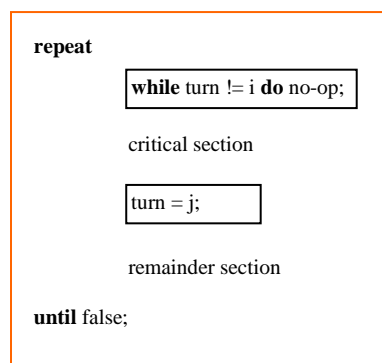 repeat
while turn != i do no-op;
critical section
turn = j;
remainder section
until false;